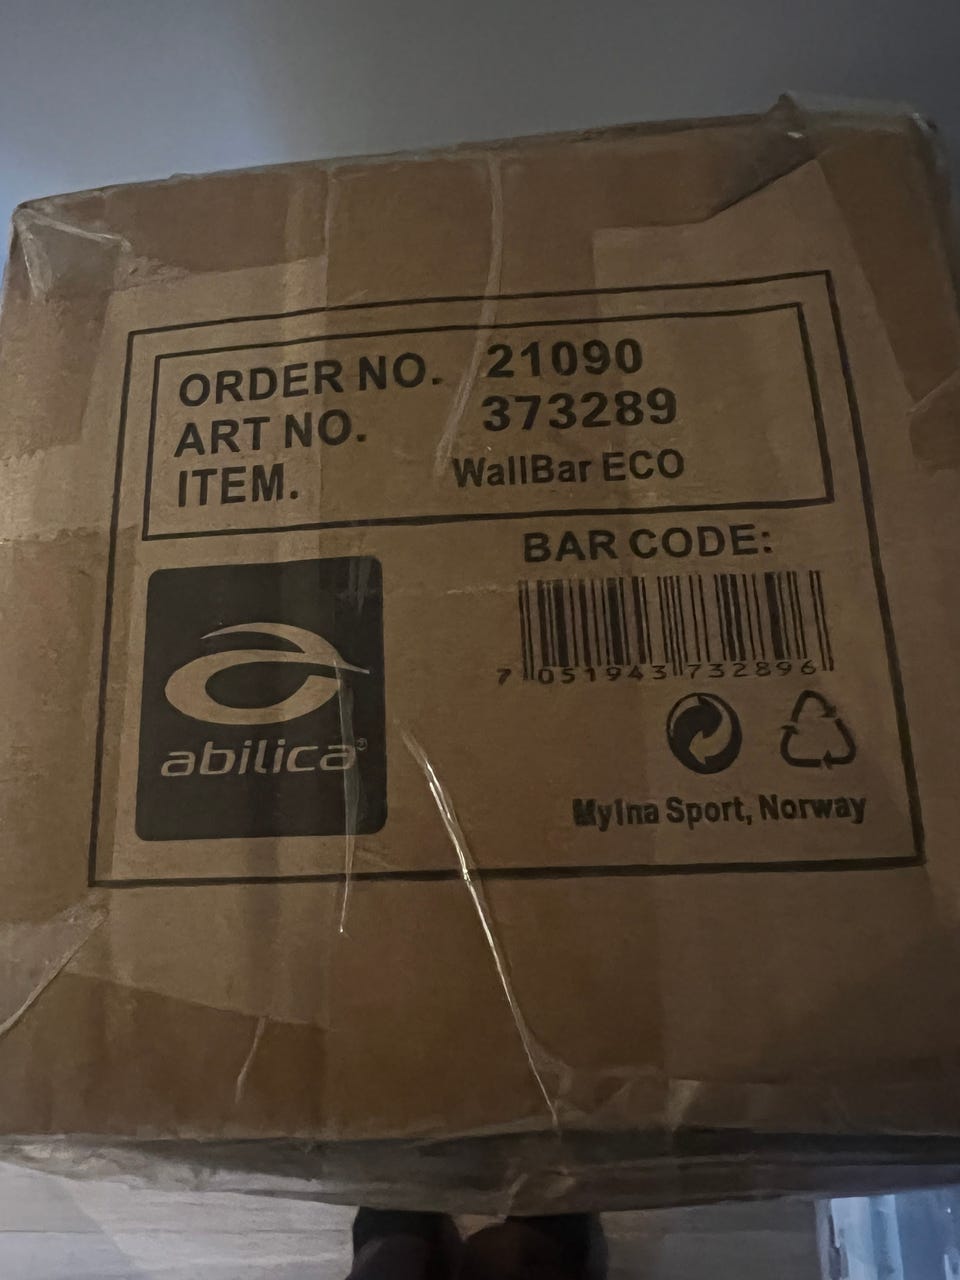 ORDER NO. 21090
ART NO. 373289
ITEM. WallBar ECO
BAR CODE:
7 051943 732896
abilica®
Mylna Sport, Norway